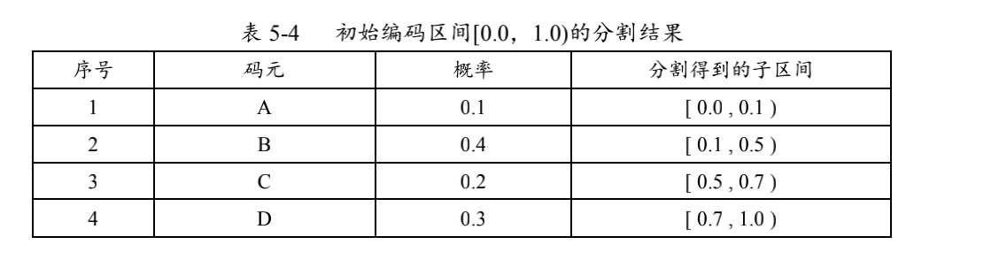 表 5-4 初始编码区间[0.0，1.0)的分割结果
序号 码元 概率 分割得到的子区间
1 A 0.1 [ 0.0 , 0.1 )
2 B 0.4 [ 0.1 , 0.5 )
3 C 0.2 [ 0.5 , 0.7 )
4 D 0.3 [ 0.7 , 1.0 )